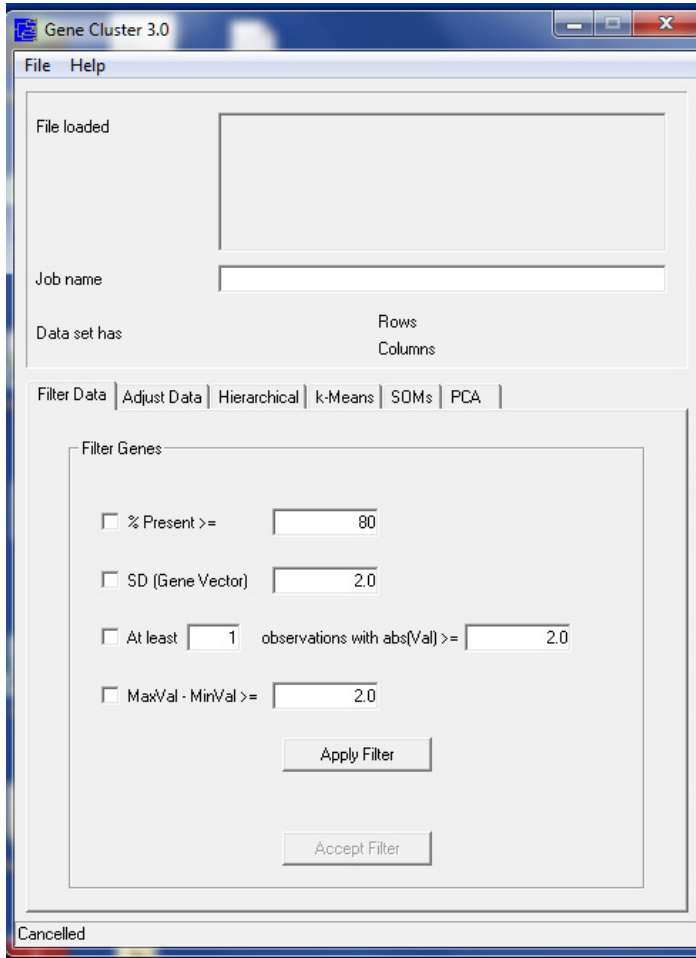 Gene Cluster 3.0
File Help
File loaded
Job name
Data set has
Rows
Columns
Filter Data Adjust Data Hierarchical k-Means SOMs PCA
Filter Genes
% Present >= 80
SD (Gene Vector) 2.0
At least 1 observations with abs(Val) >= 2.0
MaxVal - MinVal >= 2.0
Apply Filter
Accept Filter
Cancelled